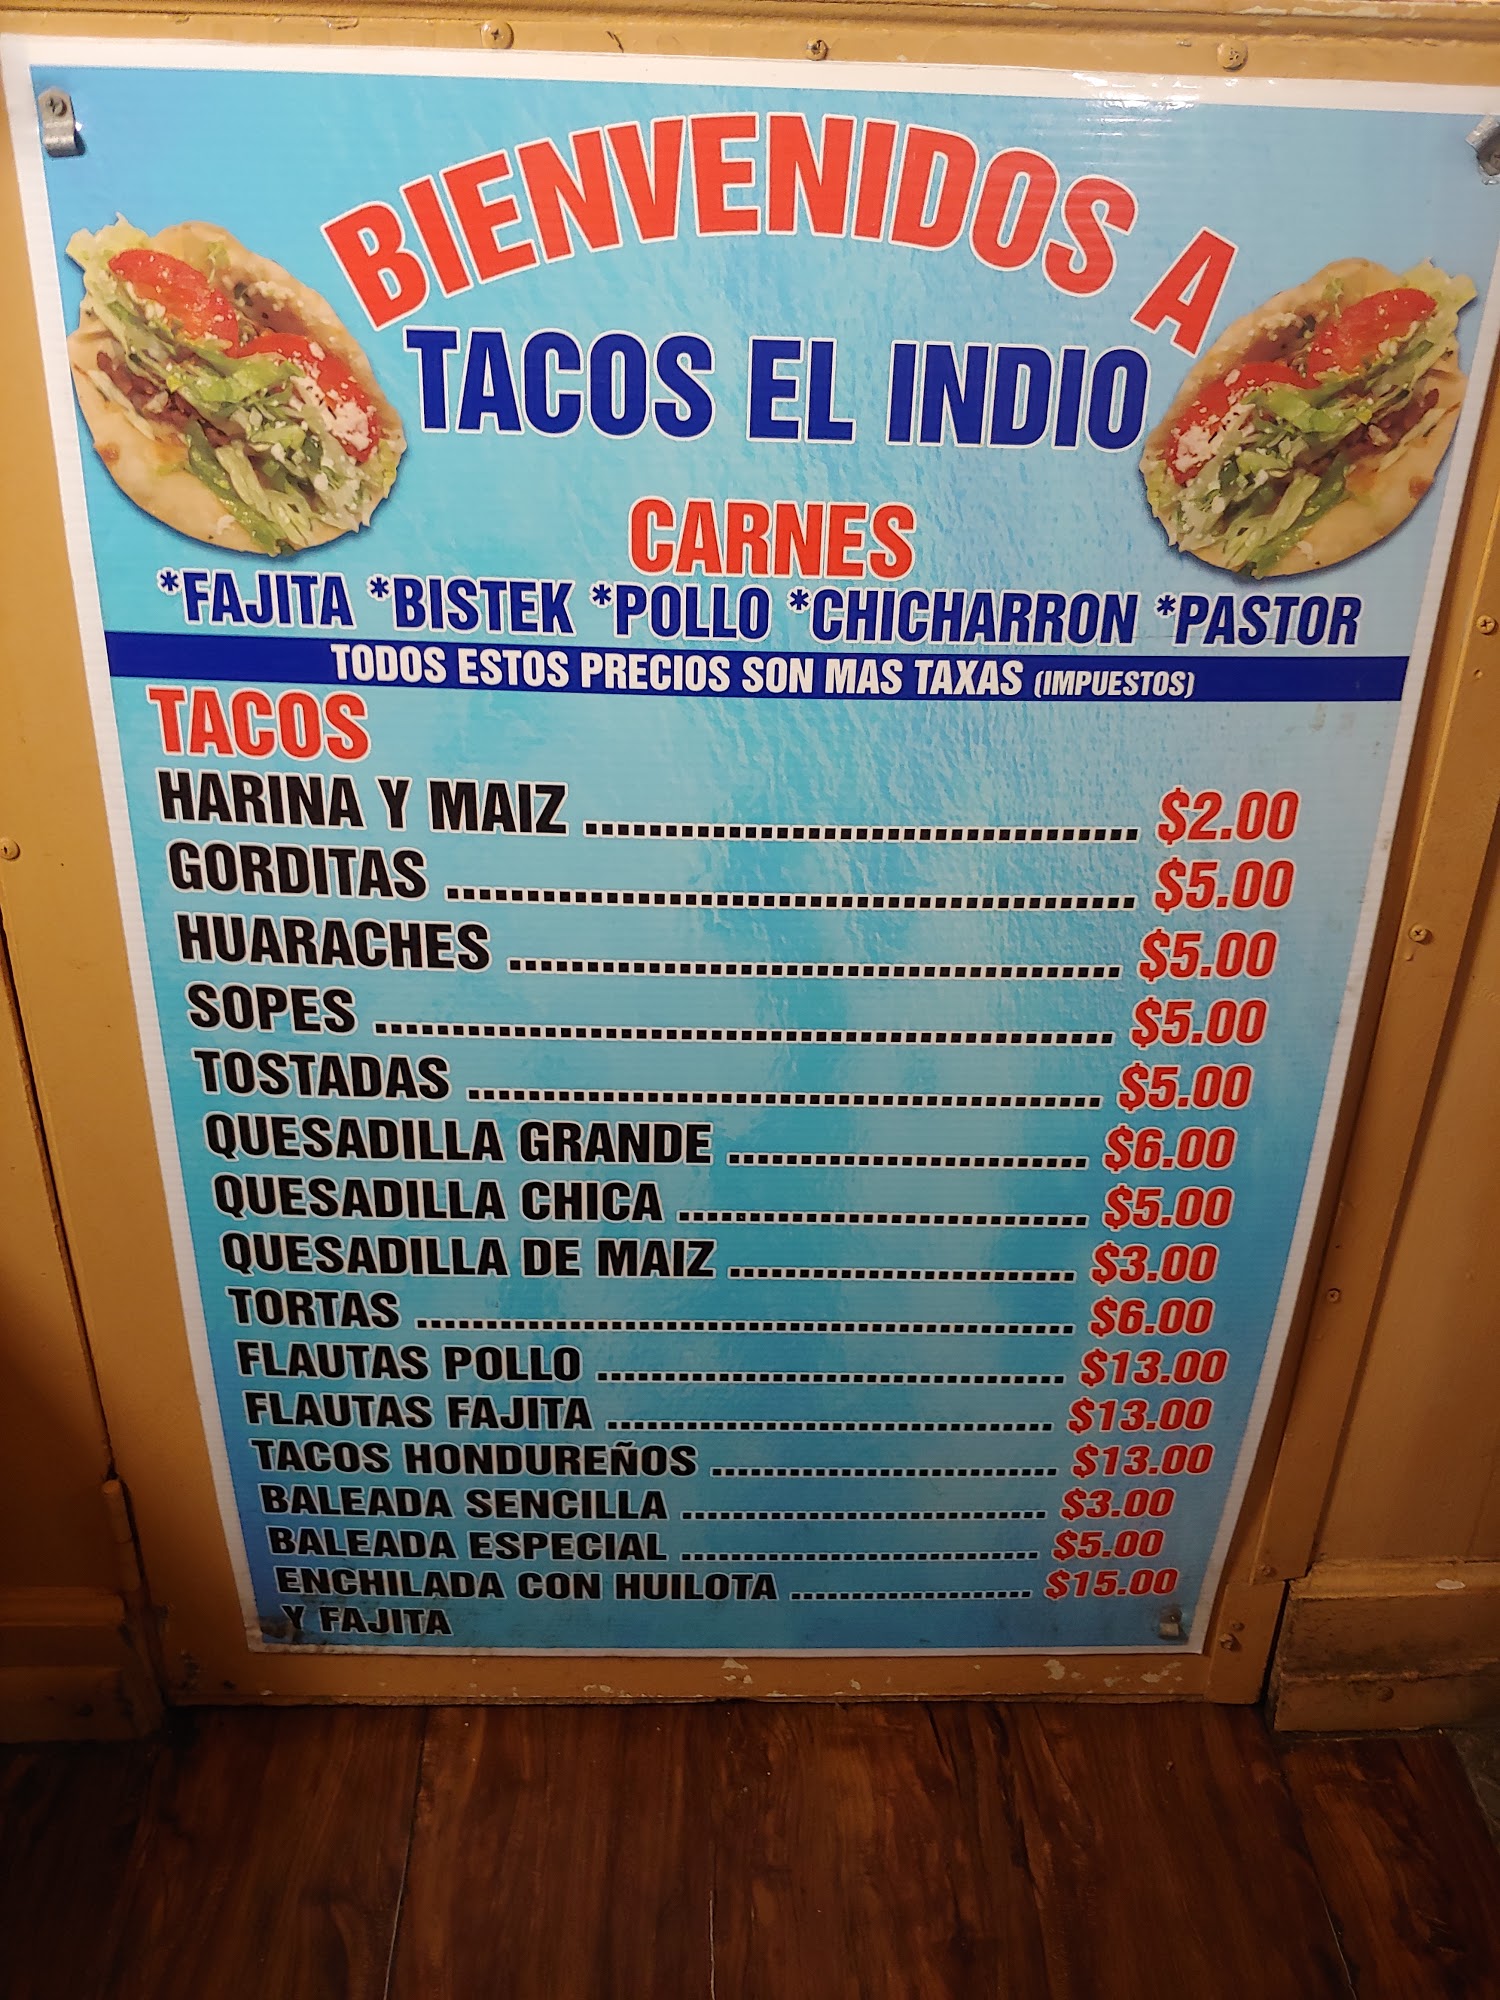 BIENVENIDOS A
TACOS EL INDIO
CARNES
*FAJITA *BISTEK *POLLO *CHICHARRON *PASTOR
TODOS ESTOS PRECIOS SON MAS TAXAS (IMPUESTOS)
TACOS
HARINA Y MAIZ ........................................ $2.00
GORDITAS ........................................ $5.00
HUARACHES ........................................ $5.00
SOPES ........................................ $5.00
TOSTADAS ........................................ $5.00
QUESADILLA GRANDE ........................................ $6.00
QUESADILLA CHICA ........................................ $5.00
QUESADILLA DE MAIZ ........................................ $3.00
TORTAS ........................................ $6.00
FLAUTAS POLLO ........................................ $13.00
FLAUTAS FAJITA ........................................ $13.00
TACOS HONDUREÑOS ........................................ $13.00
BALEADA SENCILLA ........................................ $3.00
BALEADA ESPECIAL ........................................ $5.00
ENCHILADA CON HUILOTA ........................................ $15.00
Y FAJITA